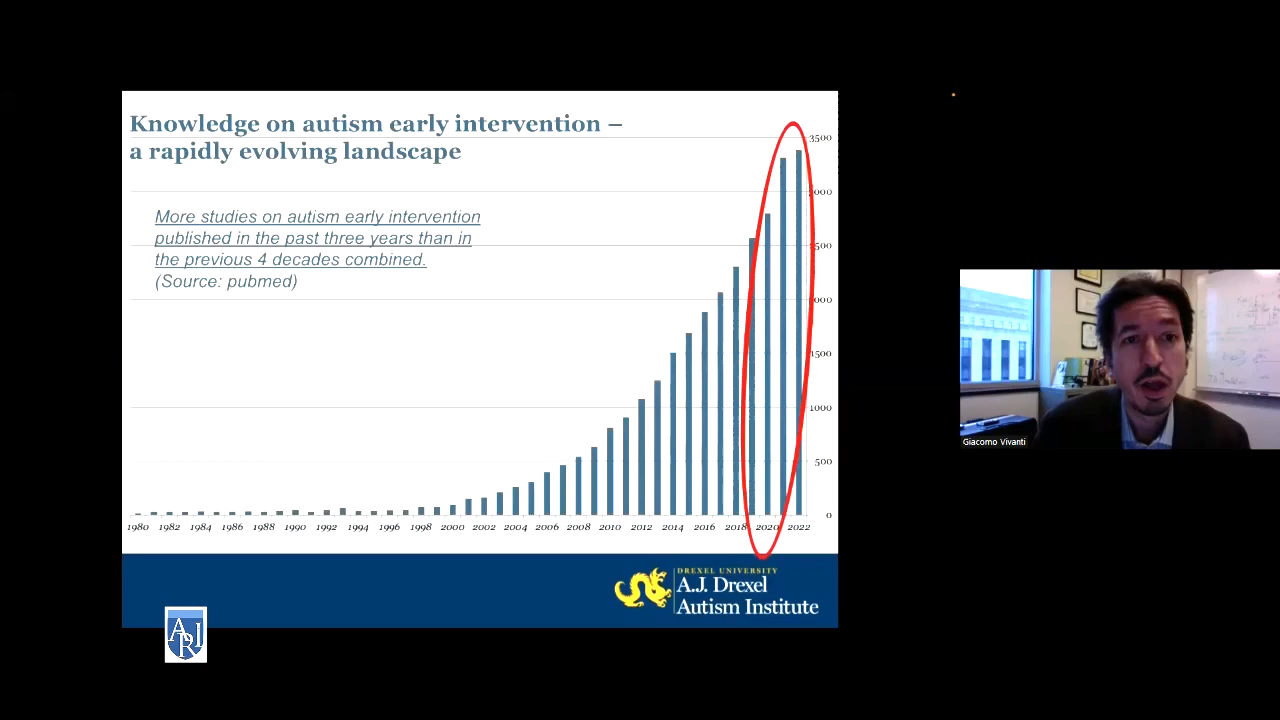 Knowledge on autism early intervention –
a rapidly evolving landscape
More studies on autism early intervention
published in the past three years than in
the previous 4 decades combined.
(Source: pubmed)
3500
3000
2500
2000
1500
1000
500
0
1980 1982 1984 1986 1988 1990 1992 1994 1996 1998 2000 2002 2004 2006 2008 2010 2012 2014 2016 2018 2020 2022
DREXEL UNIVERSITY
A.J. Drexel
Autism Institute
ARI
Giacomo Vivanti